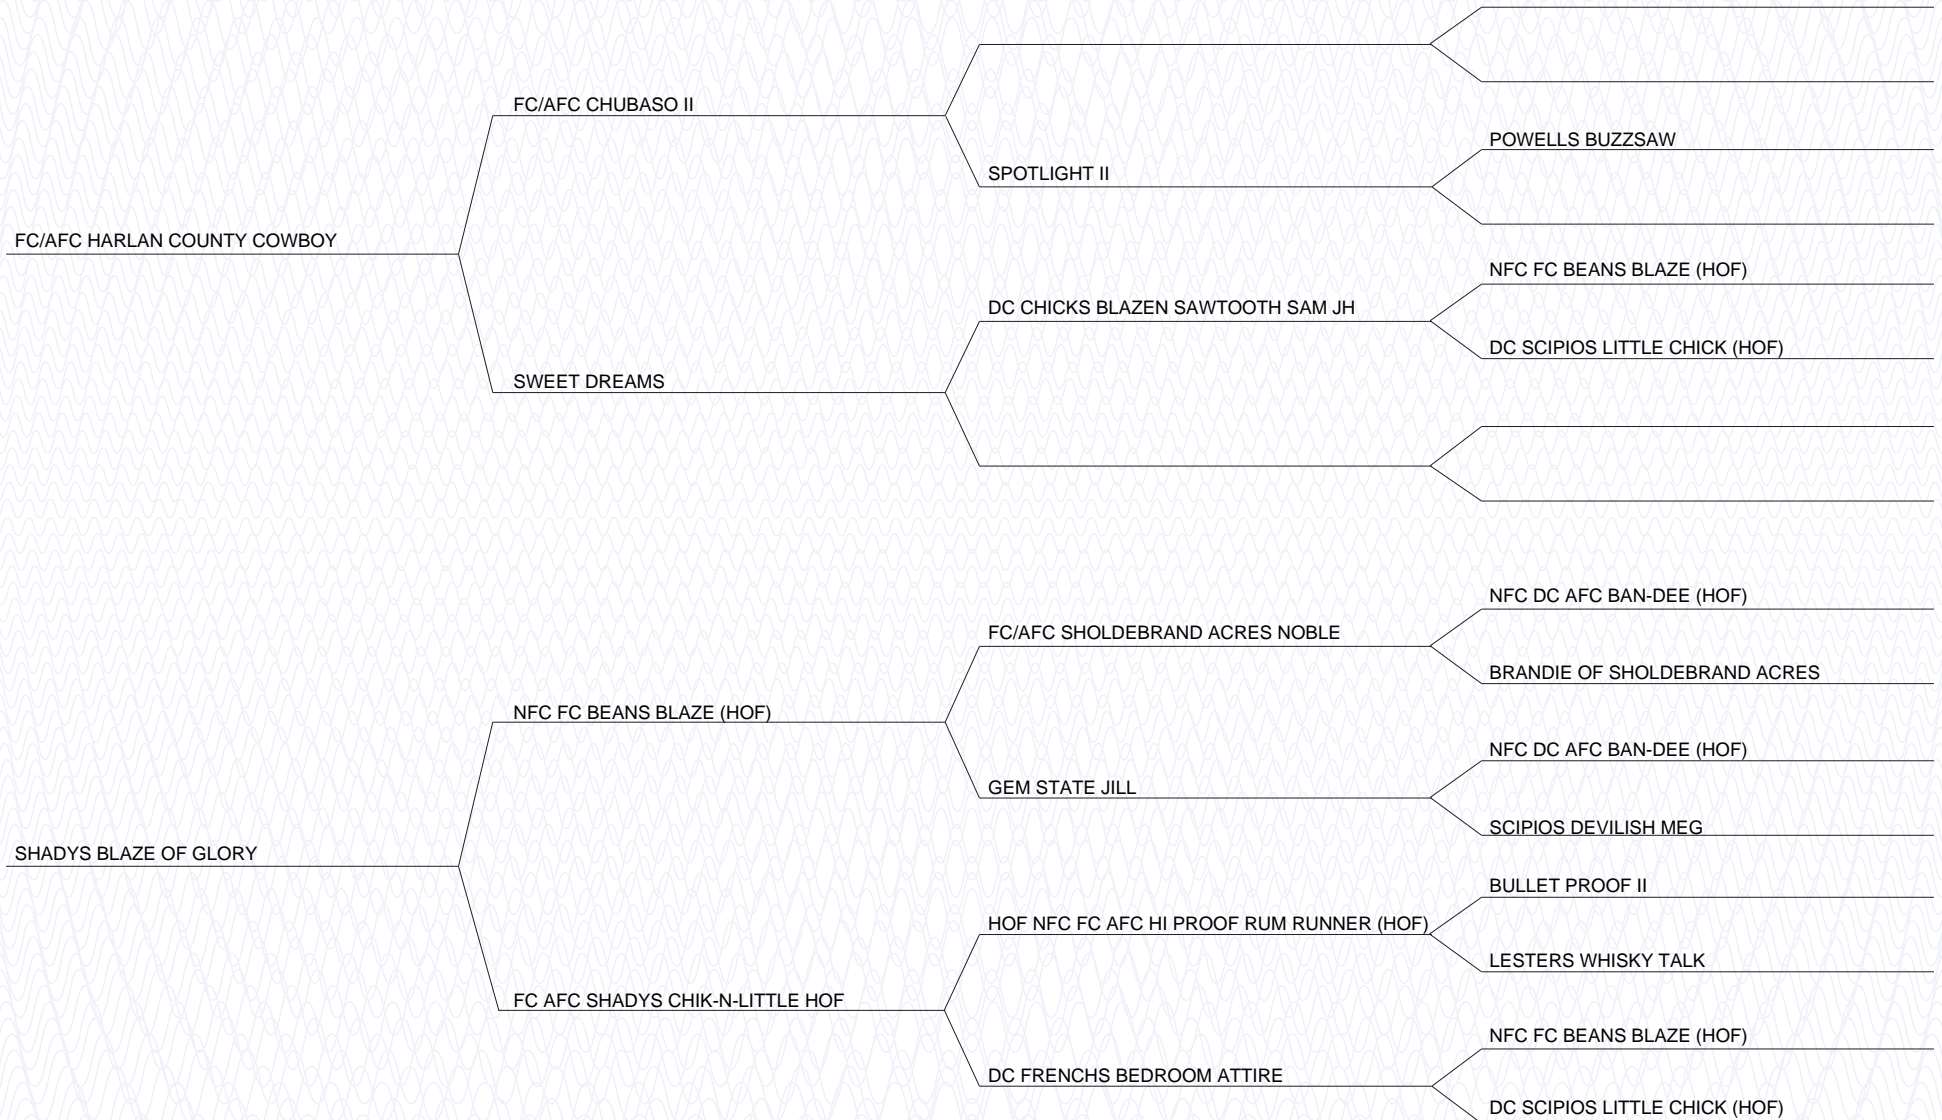 FC/AFC HARLAN COUNTY COWBOY
FC/AFC CHUBASO II
SPOTLIGHT II
POWELLS BUZZSAW
SWEET DREAMS
DC CHICKS BLAZEN SAWTOOTH SAM JH
NFC FC BEANS BLAZE (HOF)
DC SCIPIOS LITTLE CHICK (HOF)
SHADYS BLAZE OF GLORY
NFC FC BEANS BLAZE (HOF)
FC/AFC SHOLDEBRAND ACRES NOBLE
NFC DC AFC BAN-DEE (HOF)
BRANDIE OF SHOLDEBRAND ACRES
GEM STATE JILL
NFC DC AFC BAN-DEE (HOF)
SCIPIOS DEVILISH MEG
FC AFC SHADYS CHIK-N-LITTLE HOF
HOF NFC FC AFC HI PROOF RUM RUNNER (HOF)
BULLET PROOF II
LESTERS WHISKY TALK
DC FRENCHS BEDROOM ATTIRE
NFC FC BEANS BLAZE (HOF)
DC SCIPIOS LITTLE CHICK (HOF)